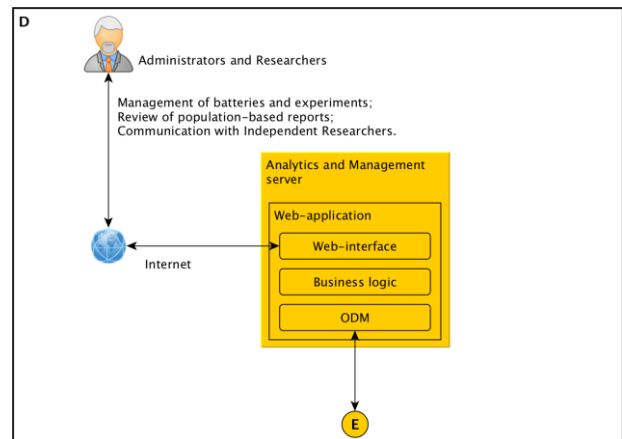 D
Administrators and Researchers
Management of batteries and experiments;
Review of population-based reports;
Communication with Independent Researchers.
Analytics and Management
server
Web-application
Web-interface
Internet
Business logic
ODM
E